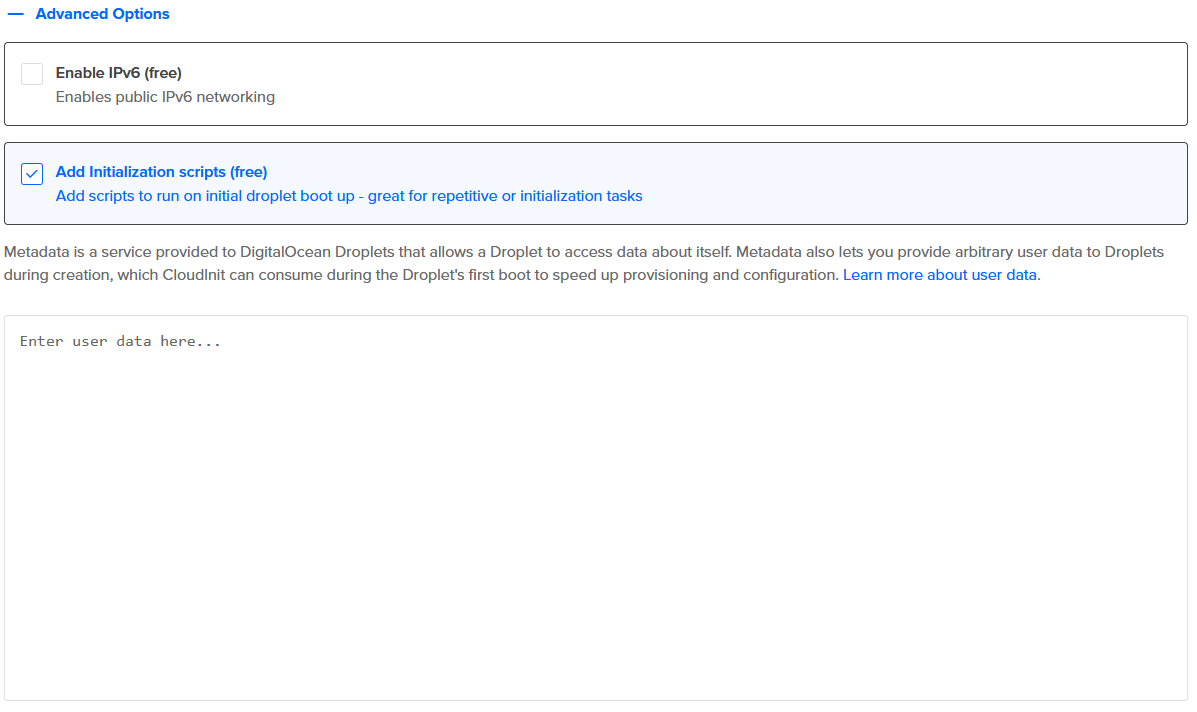 Advanced Options
Enable IPv6 (free)
Enables public IPv6 networking
Add Initialization scripts (free)
Add scripts to run on initial droplet boot up - great for repetitive or initialization tasks
Metadata is a service provided to DigitalOcean Droplets that allows a Droplet to access data about itself. Metadata also lets you provide arbitrary user data to Droplets
during creation, which CloudInit can consume during the Droplet's first boot to speed up provisioning and configuration. Learn more about user data.
Enter user data here...